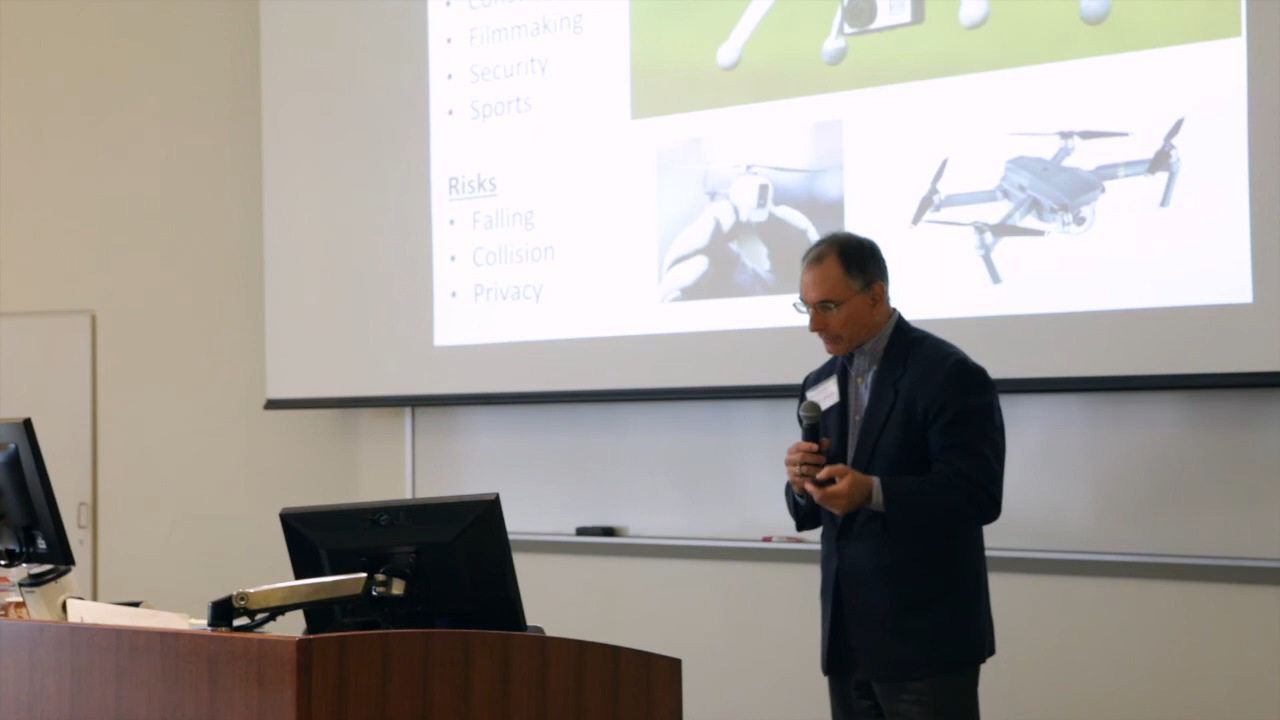 Filmmaking
Security
Sports
Risks
Falling
Collision
Privacy